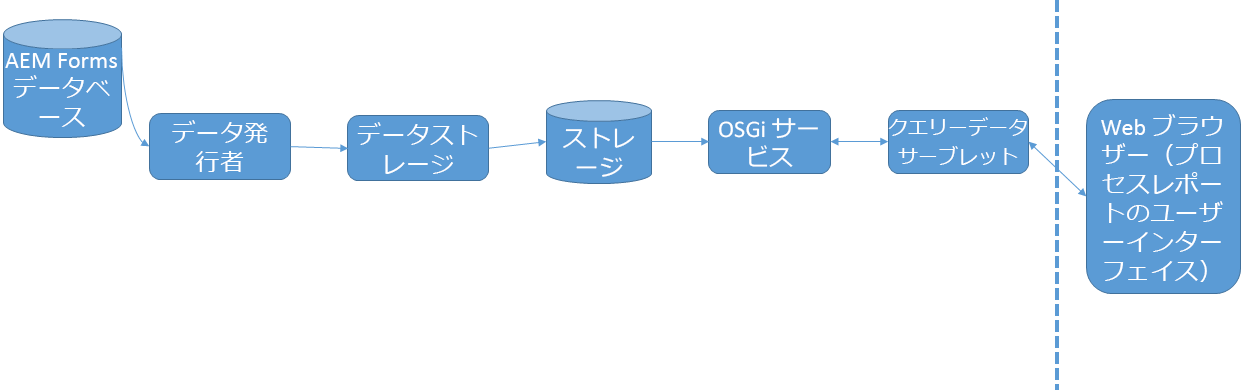 AEM Forms
データベ
ース
データ発
行者
データスト
レージ
ストレ
ージ
OSGi サー
ビス
クエリーデータ
サーブレット
Web ブラウ
ザー（プロ
セスレポー
トのユーザ
ーインター
フェイス）